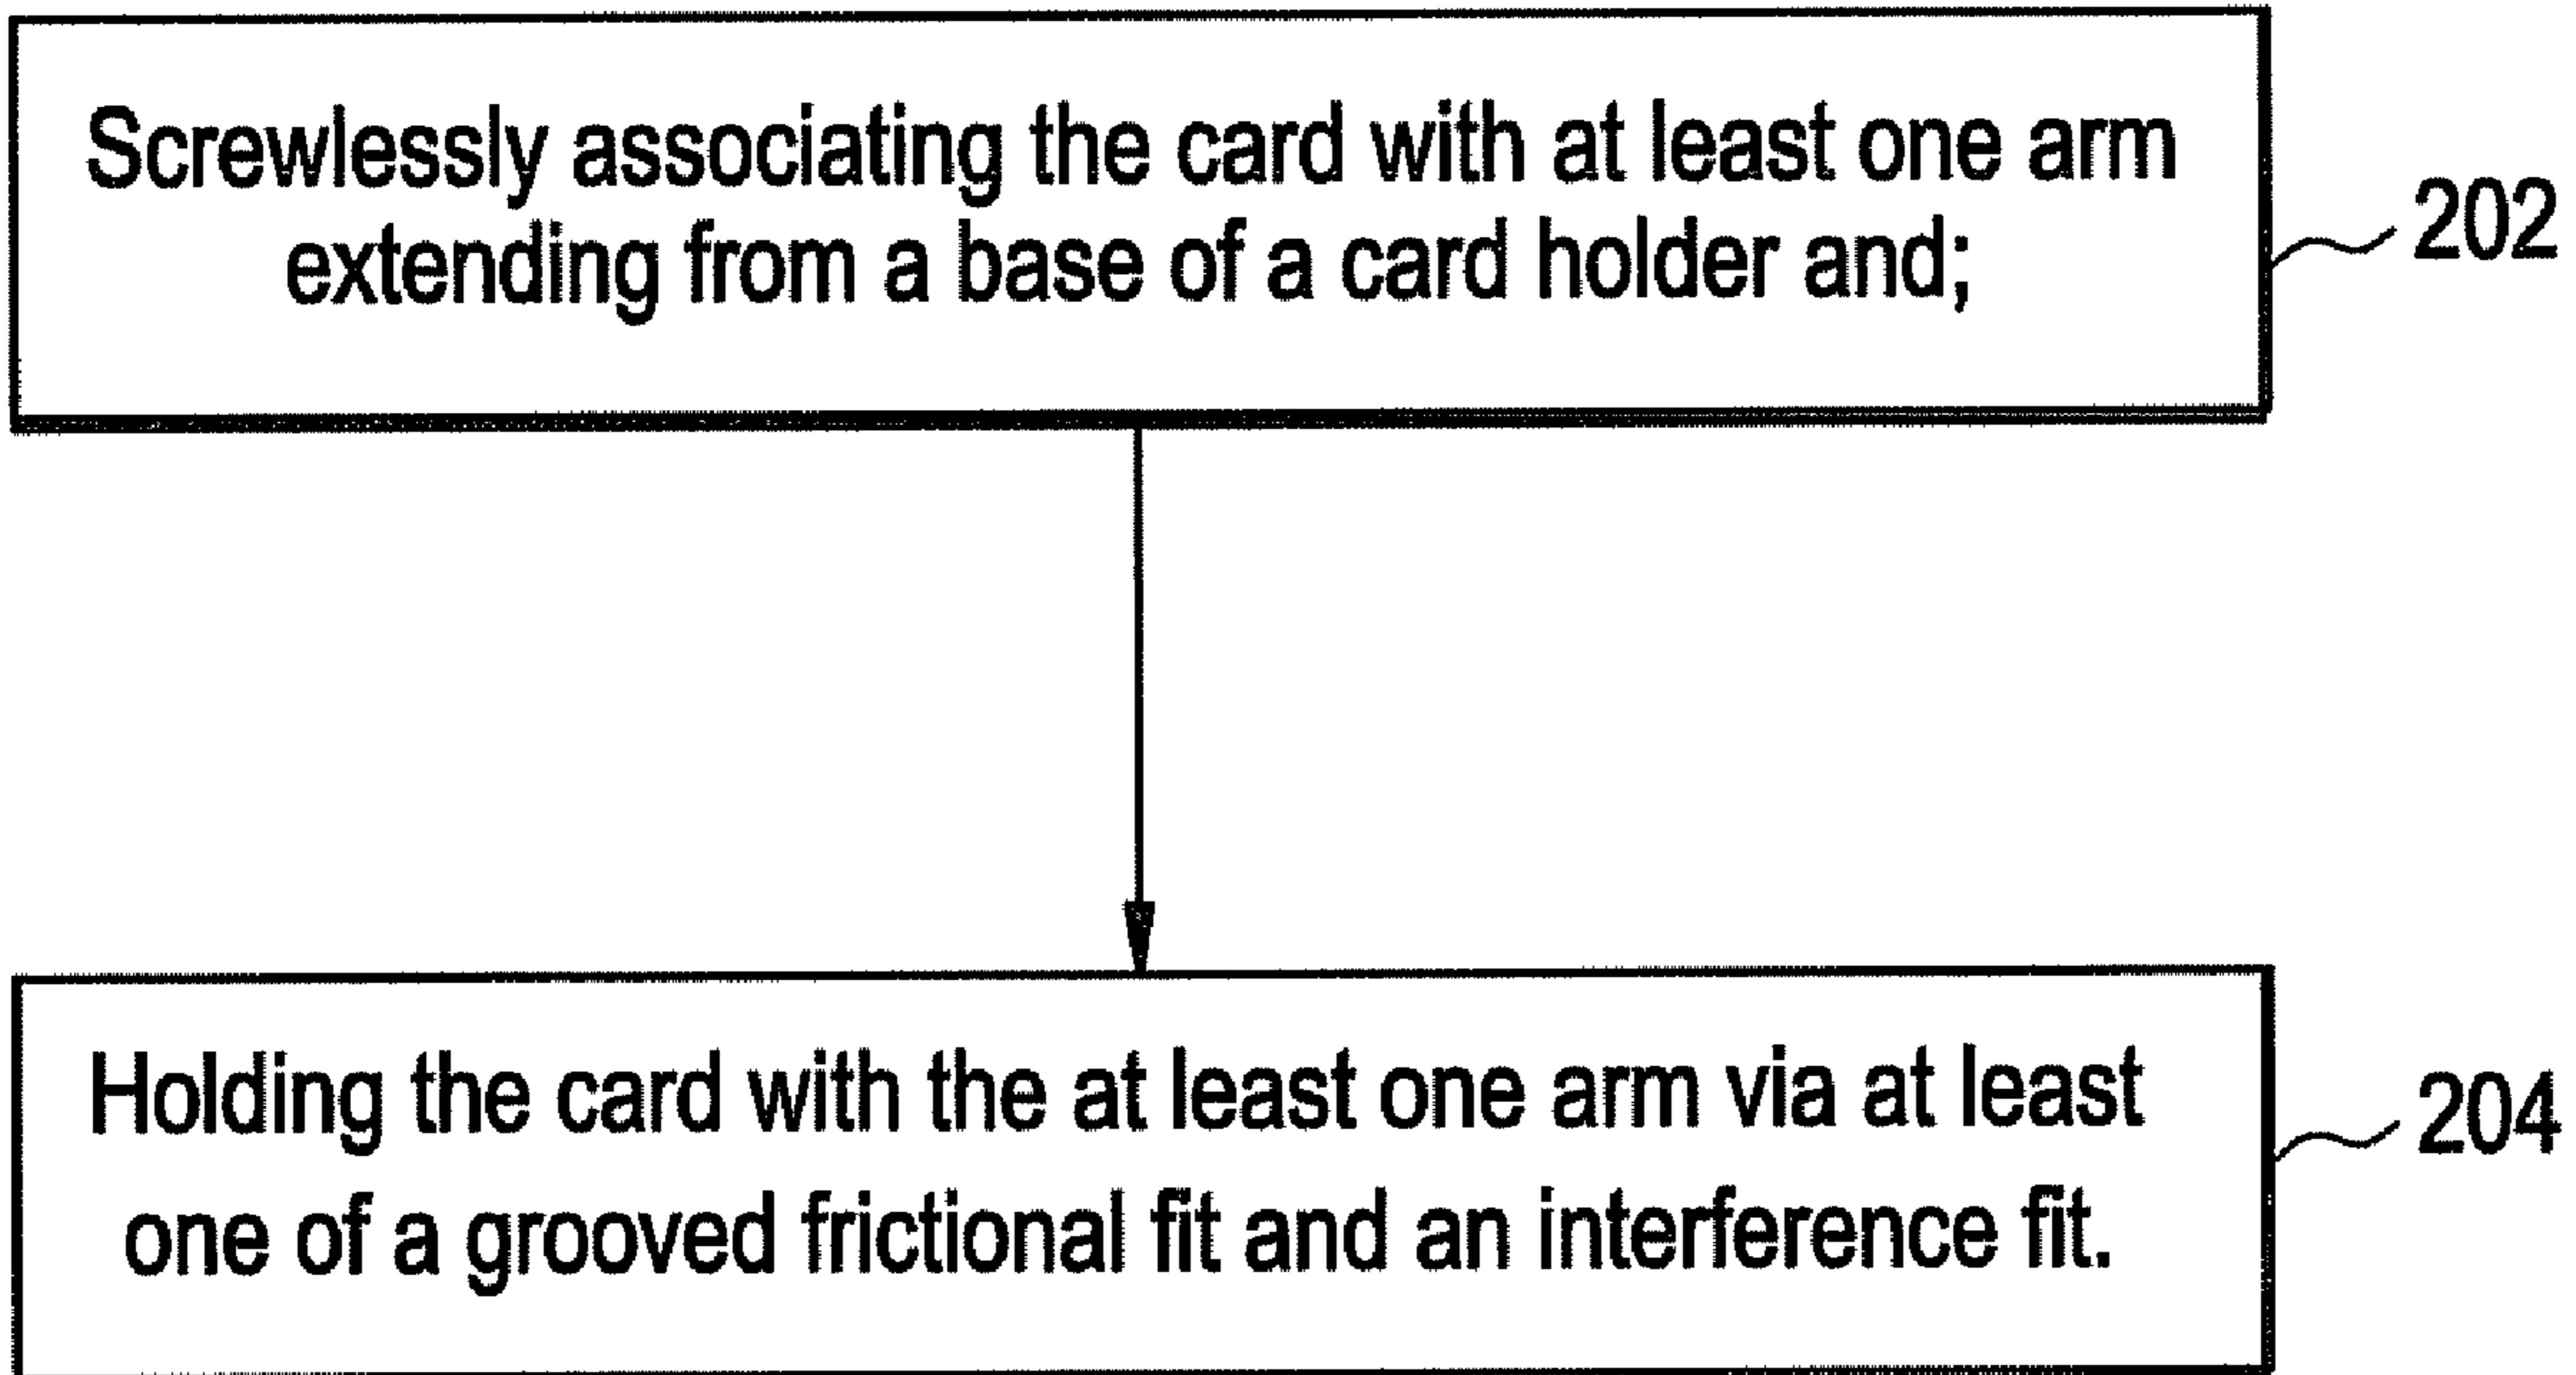 Screwlessly associating the card with at least one arm
extending from a base of a card holder and;
202
Holding the card with the at least one arm via at least
one of a grooved frictional fit and an interference fit.
204